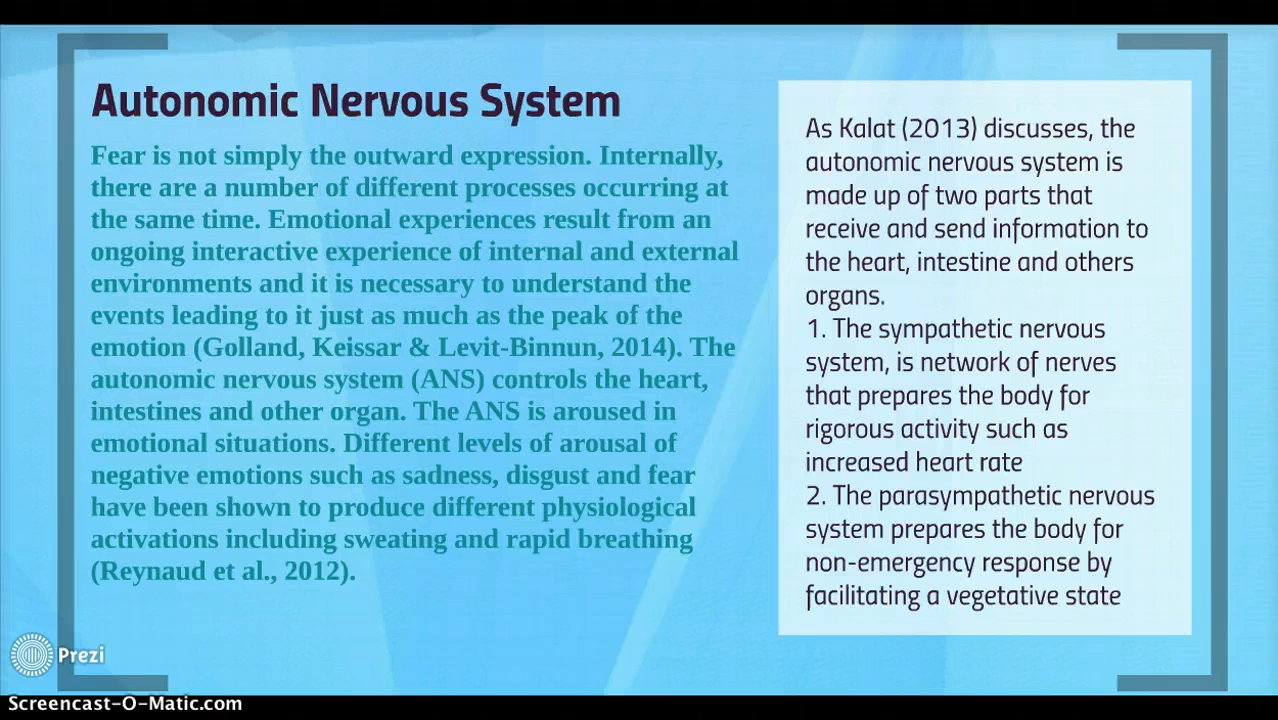 Autonomic Nervous System
Fear is not simply the outward expression. Internally,
there are a number of different processes occurring at
the same time. Emotional experiences result from an
ongoing interactive experience of internal and external
environments and it is necessary to understand the
events leading to it just as much as the peak of the
emotion (Golland, Keissar & Levit-Binnun, 2014). The
autonomic nervous system (ANS) controls the heart,
intestines and other organ. The ANS is aroused in
emotional situations. Different levels of arousal of
negative emotions such as sadness, disgust and fear
have been shown to produce different physiological
activations including sweating and rapid breathing
(Reynaud et al., 2012).
As Kalat (2013) discusses, the
autonomic nervous system is
made up of two parts that
receive and send information to
the heart, intestine and others
organs.
1. The sympathetic nervous
system, is network of nerves
that prepares the body for
rigorous activity such as
increased heart rate
2. The parasympathetic nervous
system prepares the body for
non-emergency response by
facilitating a vegetative state
Prezi
Screencast-O-Matic.com